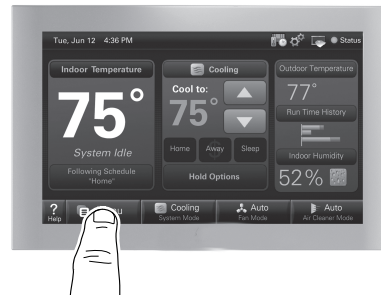 Tue, Jun 12 4:36 PM
Status
Indoor Temperature
75°
System Idle
Following Schedule
"Home"
Cooling
Cool to:
75°
Home Away Sleep
Hold Options
Outdoor Temperature
77°
Run Time History
Indoor Humidity
52%
?
Help
Cooling
System Mode
Auto
Fan Mode
Auto
Air Cleaner Mode